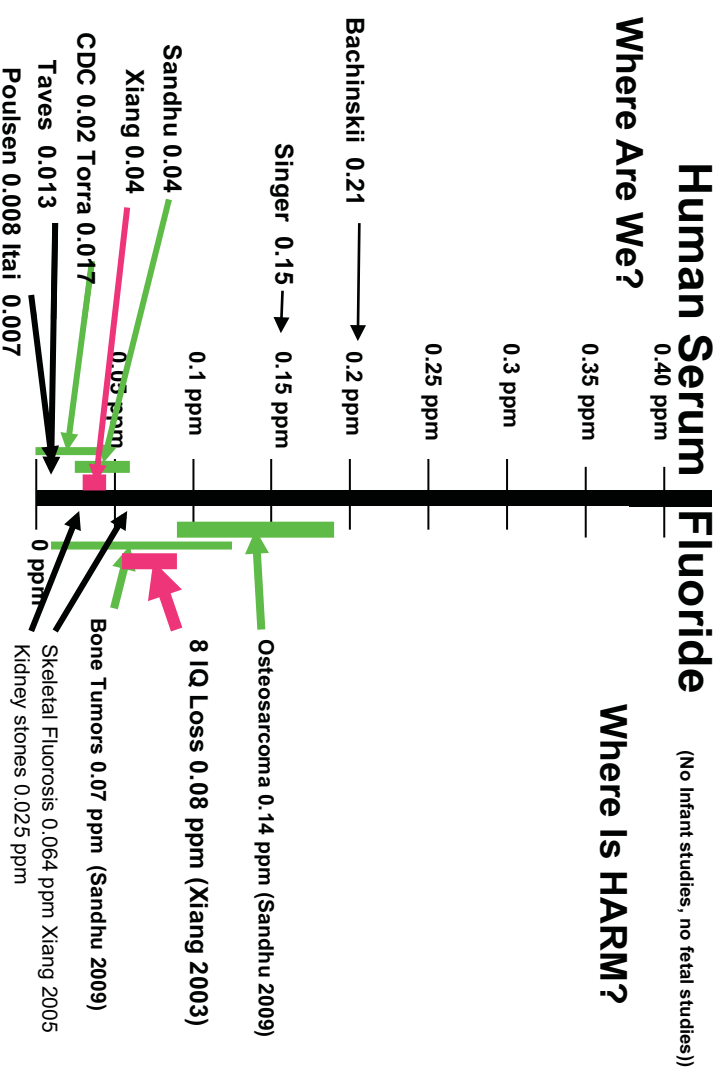 Human Serum Fluoride (No Infant studies, no fetal studies))
Where Are We?
Where Is HARM?
0.40 ppm
0.35 ppm
0.3 ppm
0.25 ppm
0.2 ppm
0.15 ppm
0.1 ppm
0.05 ppm
0 ppm
Bachinskii 0.21
Singer 0.15
Sandhu 0.04
Xiang 0.04
CDC 0.02 Torra 0.017
Taves 0.013
Poulsen 0.008 Itai 0.007
Osteosarcoma 0.14 ppm (Sandhu 2009)
8 IQ Loss 0.08 ppm (Xiang 2003)
Bone Tumors 0.07 ppm (Sandhu 2009)
Skeletal Fluorosis 0.064 ppm Xiang 2005
Kidney stones 0.025 ppm